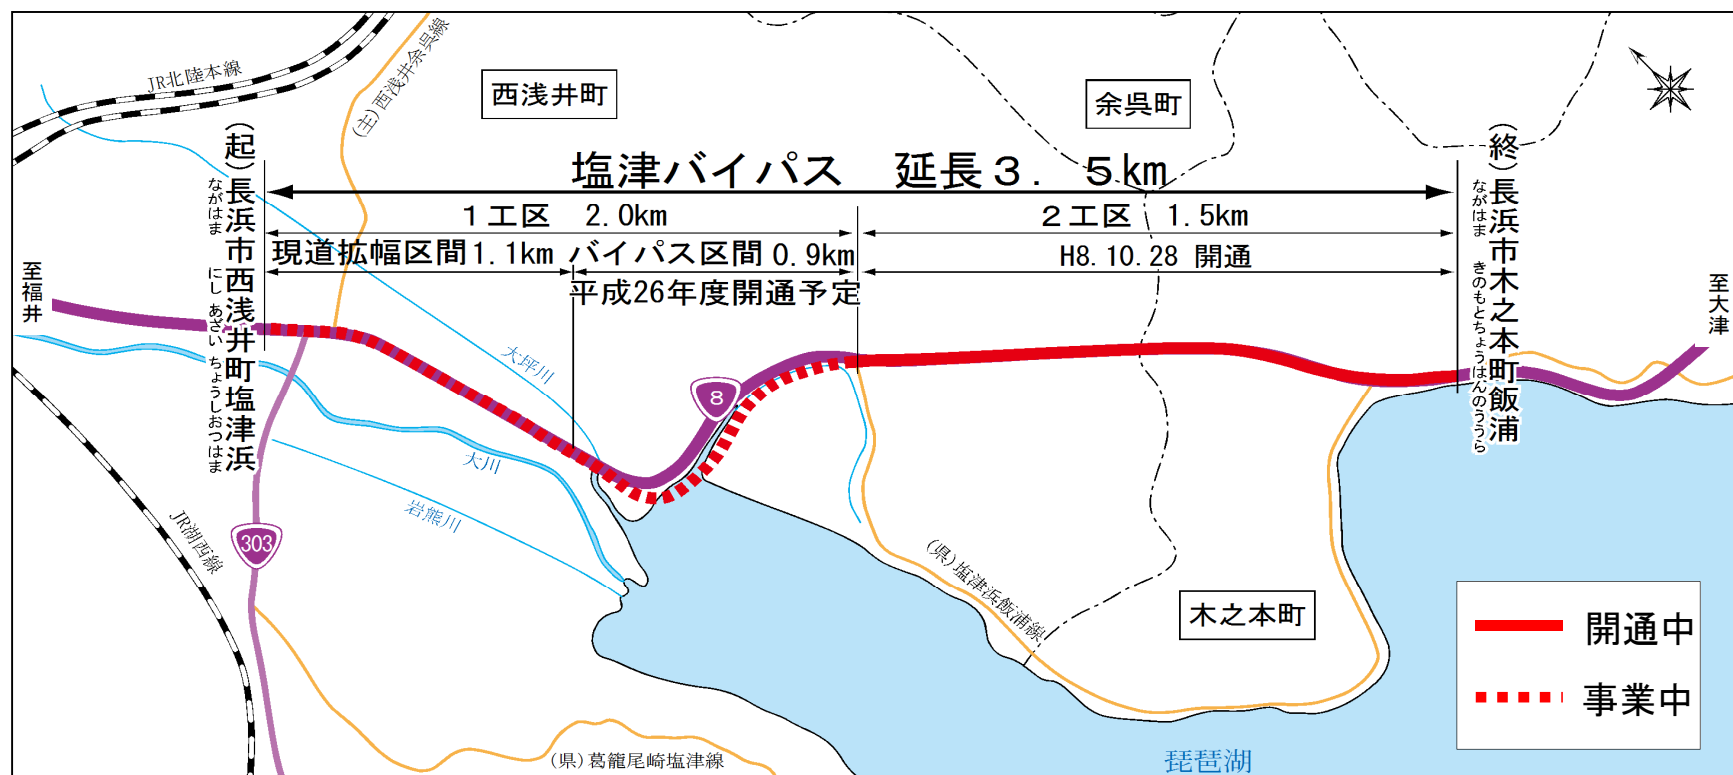 JR北陸本線
(主)西浅井余呉線
西浅井町
余呉町
塩津バイパス 延長3.5km
1工区 2.0km
2工区 1.5km
現道拡幅区間1.1km
バイパス区間0.9km
H8.10.28 開通
平成26年度開通予定
(起)長浜市西浅井町塩津浜
ながはま にし あざい ちょうしおつはま
(終)長浜市木之本町飯浦
ながはま きのもとちょうはんのううら
至福井
至大津
大坪川
8
大川
岩熊川
303
JR湖西線
(県)塩津浜飯浦線
木之本町
開通中
事業中
(県)葛籠尾崎塩津線
琵琶湖